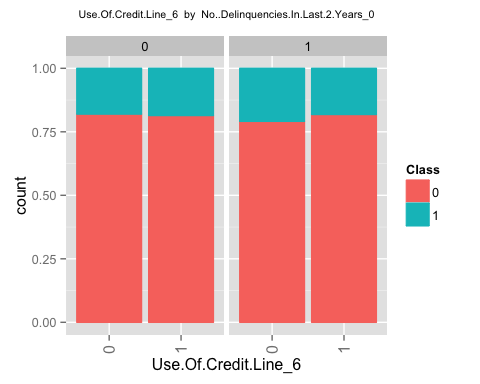 Use.Of.Credit.Line_6 by No..Delinquencies.In.Last.2.Years_0
0 1
1.00
0.75
0.50
0.25
0.00
count
0 1 0 1
Use.Of.Credit.Line_6
Class
0
1